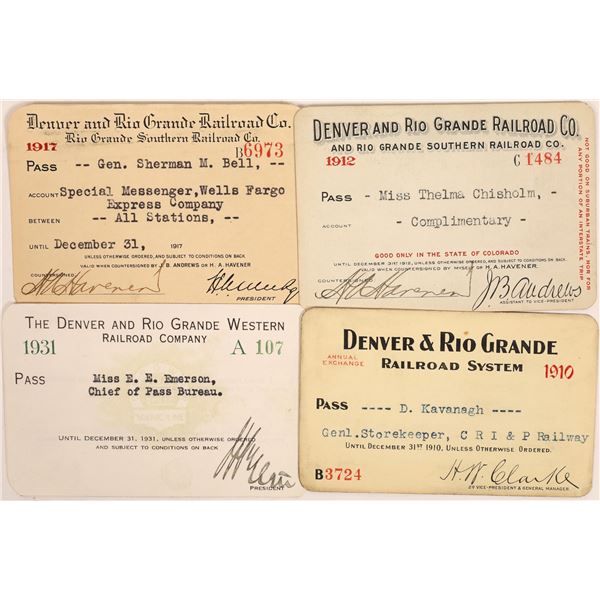 Denver and Rio Grande Railroad Co.
Rio Grande Southern Railroad Co.
1917 B6973
PASS -- Gen. Sherman M. Bell, --
ACCOUNT Special Messenger, Wells Fargo
Express Company
BETWEEN -- All Stations, --
UNTIL December 31, 1917
UNLESS OTHERWISE ORDERED, AND SUBJECT TO CONDITIONS ON BACK.
VALID WHEN COUNTERSIGNED BY J. B. ANDREWS OR H. A. HAVENER
COUNTERSIGNED
H A Havener
PRESIDENT
DENVER AND RIO GRANDE RAILROAD CO.
AND RIO GRANDE SOUTHERN RAILROAD CO.
1912 C 1484
PASS - Miss Thelma Chisholm, -
ACCOUNT - Complimentary -
GOOD ONLY IN THE STATE OF COLORADO
UNTIL DECEMBER 31ST 1912, UNLESS OTHERWISE ORDERED, AND SUBJECT TO CONDITIONS ON BACK.
VALID WHEN COUNTERSIGNED BY MYSELF OR H. A. HAVENER.
COUNTERSIGNED
H A Havener J B Andrews
ASSISTANT TO VICE-PRESIDENT
NOT GOOD ON SUBURBAN TRAINS, NOR FOR
ANY PORTION OF AN INTERSTATE TRIP
THE DENVER AND RIO GRANDE WESTERN
RAILROAD COMPANY
1931 A 107
PASS Miss E. E. Emerson,
Chief of Pass Bureau.
UNTIL DECEMBER 31, 1931, UNLESS OTHERWISE ORDERED
AND SUBJECT TO CONDITIONS ON BACK
PRESIDENT
DENVER & RIO GRANDE
RAILROAD SYSTEM
ANNUAL
EXCHANGE
1910
PASS ---- D. Kavanagh ----
Genl. Storekeeper, C R I & P Railway
UNTIL DECEMBER 31ST 1910, UNLESS OTHERWISE ORDERED.
B3724 H. W. Clarke
VICE-PRESIDENT & GENERAL MANAGER